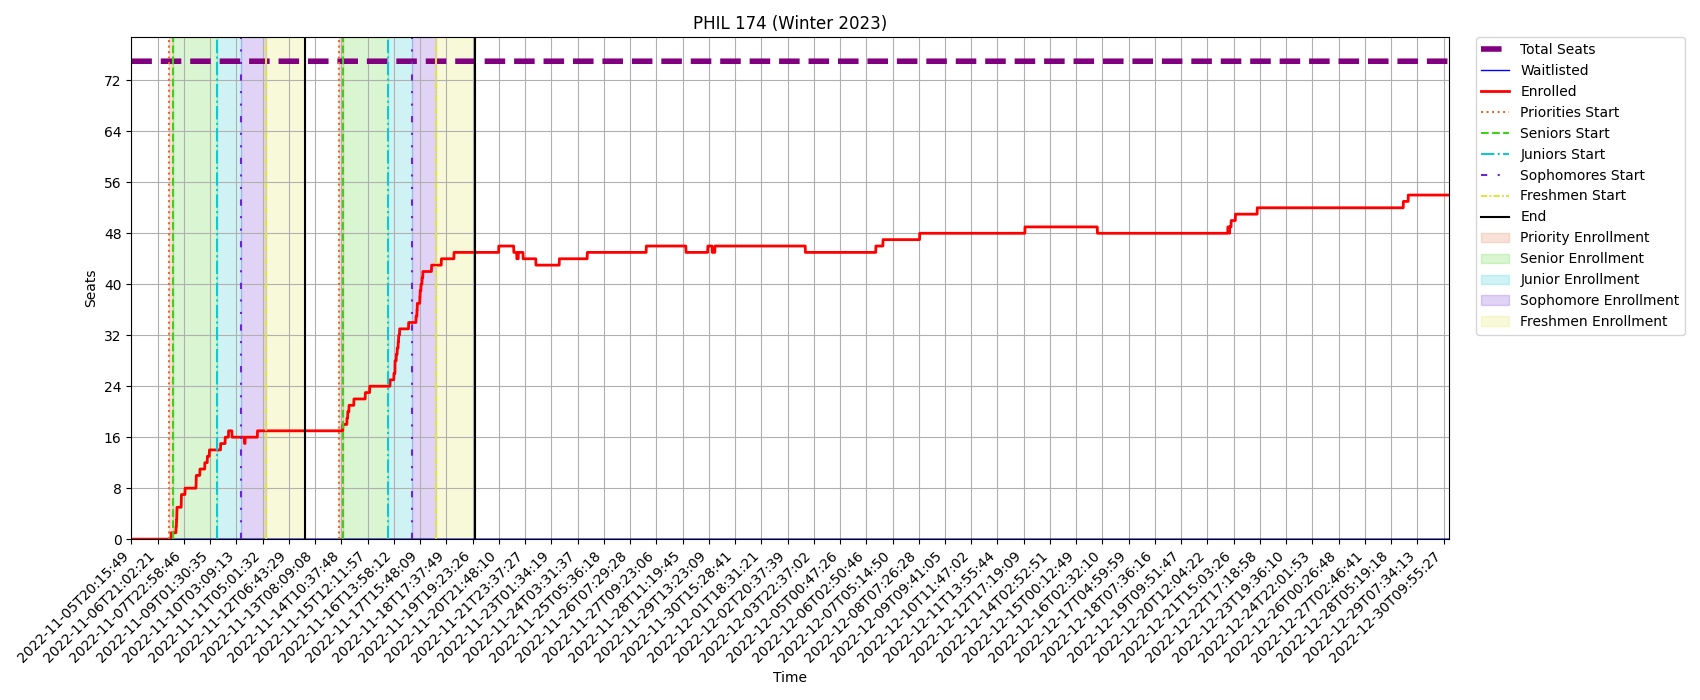 PHIL 174 (Winter 2023)
Total Seats
Waitlisted
Enrolled
Priorities Start
Seniors Start
Juniors Start
Sophomores Start
Freshmen Start
End
Priority Enrollment
Senior Enrollment
Junior Enrollment
Sophomore Enrollment
Freshmen Enrollment
Seats
72
64
56
48
40
32
24
16
8
0
2022-11-05T20:15:49
2022-11-06T21:02:21
2022-11-07T22:58:46
2022-11-09T01:30:35
2022-11-10T03:09:13
2022-11-11T05:01:32
2022-11-12T06:43:29
2022-11-13T08:09:08
2022-11-14T10:37:48
2022-11-15T12:11:57
2022-11-16T13:58:12
2022-11-17T15:48:09
2022-11-18T17:37:49
2022-11-19T19:23:26
2022-11-20T21:48:10
2022-11-21T23:37:27
2022-11-23T01:34:19
2022-11-24T03:31:37
2022-11-25T05:36:18
2022-11-26T07:29:28
2022-11-27T09:23:06
2022-11-28T11:19:45
2022-11-29T13:23:09
2022-11-30T15:28:41
2022-12-01T18:31:21
2022-12-02T20:37:39
2022-12-03T22:37:02
2022-12-05T00:47:26
2022-12-06T02:50:46
2022-12-07T05:14:50
2022-12-08T07:26:28
2022-12-09T09:41:05
2022-12-10T11:47:02
2022-12-11T13:55:44
2022-12-12T17:19:09
2022-12-14T02:52:51
2022-12-15T00:12:49
2022-12-16T02:32:10
2022-12-17T04:59:59
2022-12-18T07:36:16
2022-12-19T09:51:47
2022-12-20T12:04:22
2022-12-21T15:03:26
2022-12-22T17:18:58
2022-12-23T19:36:10
2022-12-24T22:01:53
2022-12-26T00:26:48
2022-12-27T02:46:41
2022-12-28T05:19:18
2022-12-29T07:34:13
2022-12-30T09:55:27
Time